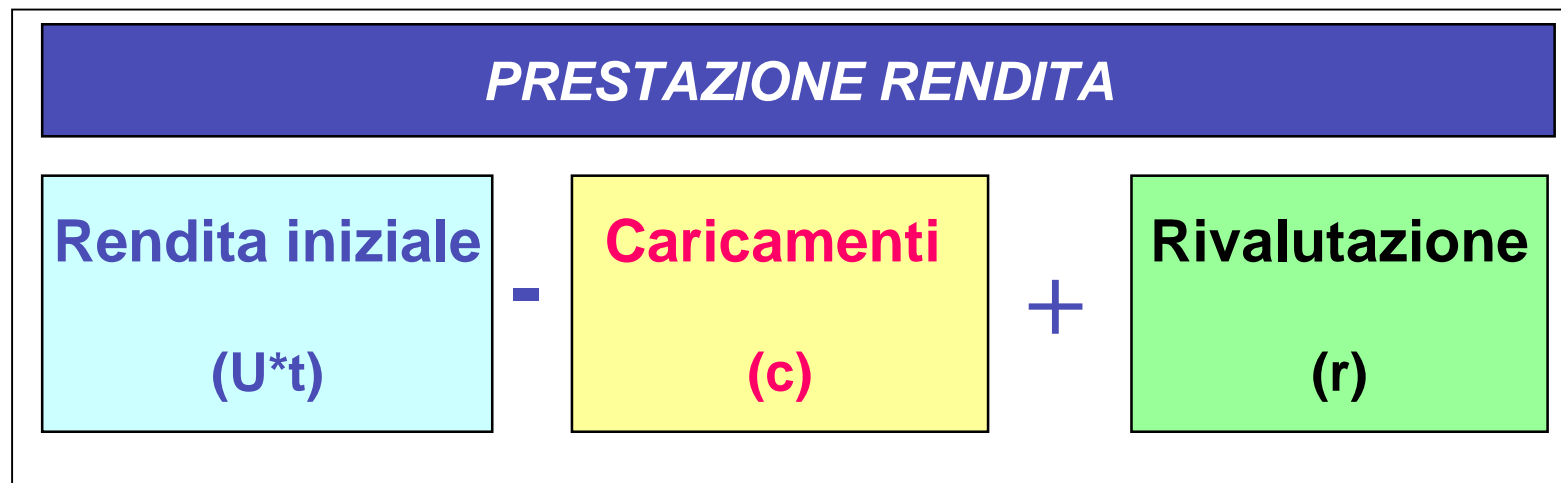 PRESTAZIONE RENDITA
Rendita iniziale
(U*t)
-
Caricamenti
(c)
+
Rivalutazione
(r)